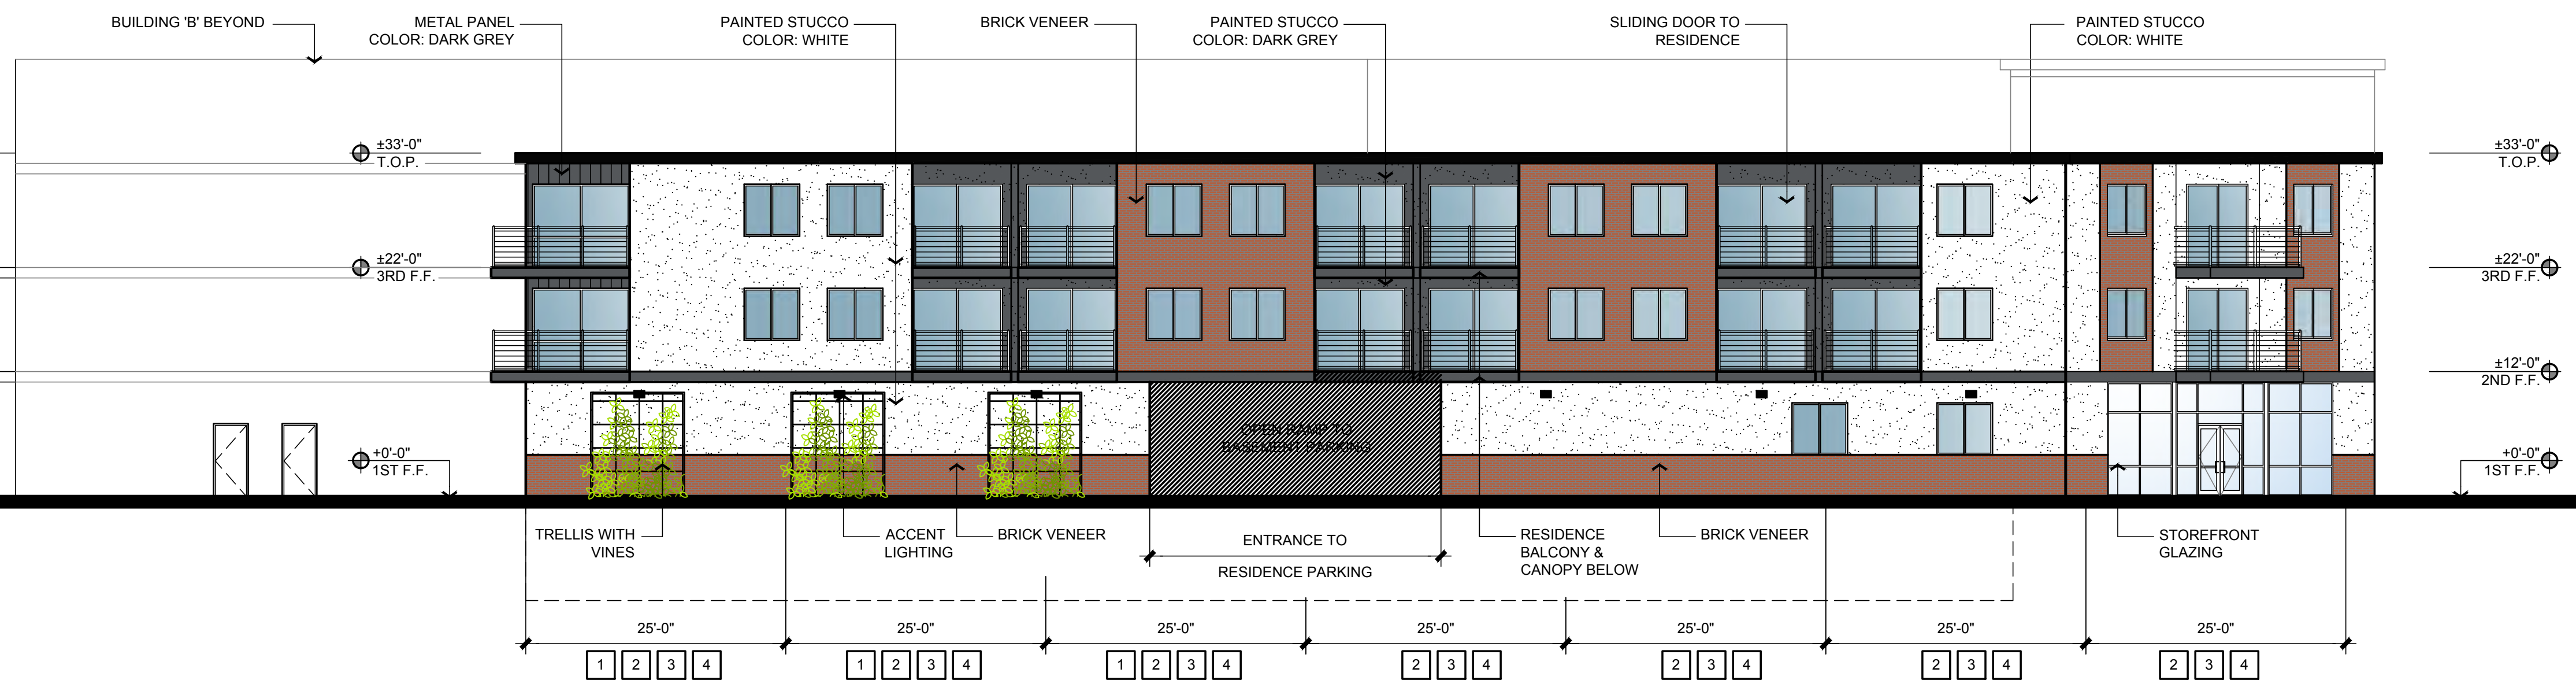 BUILDING 'B' BEYOND
METAL PANEL
COLOR: DARK GREY
PAINTED STUCCO
COLOR: WHITE
BRICK VENEER
PAINTED STUCCO
COLOR: DARK GREY
SLIDING DOOR TO
RESIDENCE
PAINTED STUCCO
COLOR: WHITE
±33'-0"
T.O.P.
±33'-0"
T.O.P.
±22'-0"
3RD F.F.
±22'-0"
3RD F.F.
±12'-0"
2ND F.F.
OPEN RAMP TO
BASEMENT PARKING
+0'-0"
1ST F.F.
+0'-0"
1ST F.F.
TRELLIS WITH
VINES
ACCENT
LIGHTING
BRICK VENEER
ENTRANCE TO
RESIDENCE PARKING
RESIDENCE
BALCONY &
CANOPY BELOW
BRICK VENEER
STOREFRONT
GLAZING
25'-0" 25'-0" 25'-0" 25'-0" 25'-0" 25'-0" 25'-0"
1 2 3 4 1 2 3 4 1 2 3 4 2 3 4 2 3 4 2 3 4 2 3 4